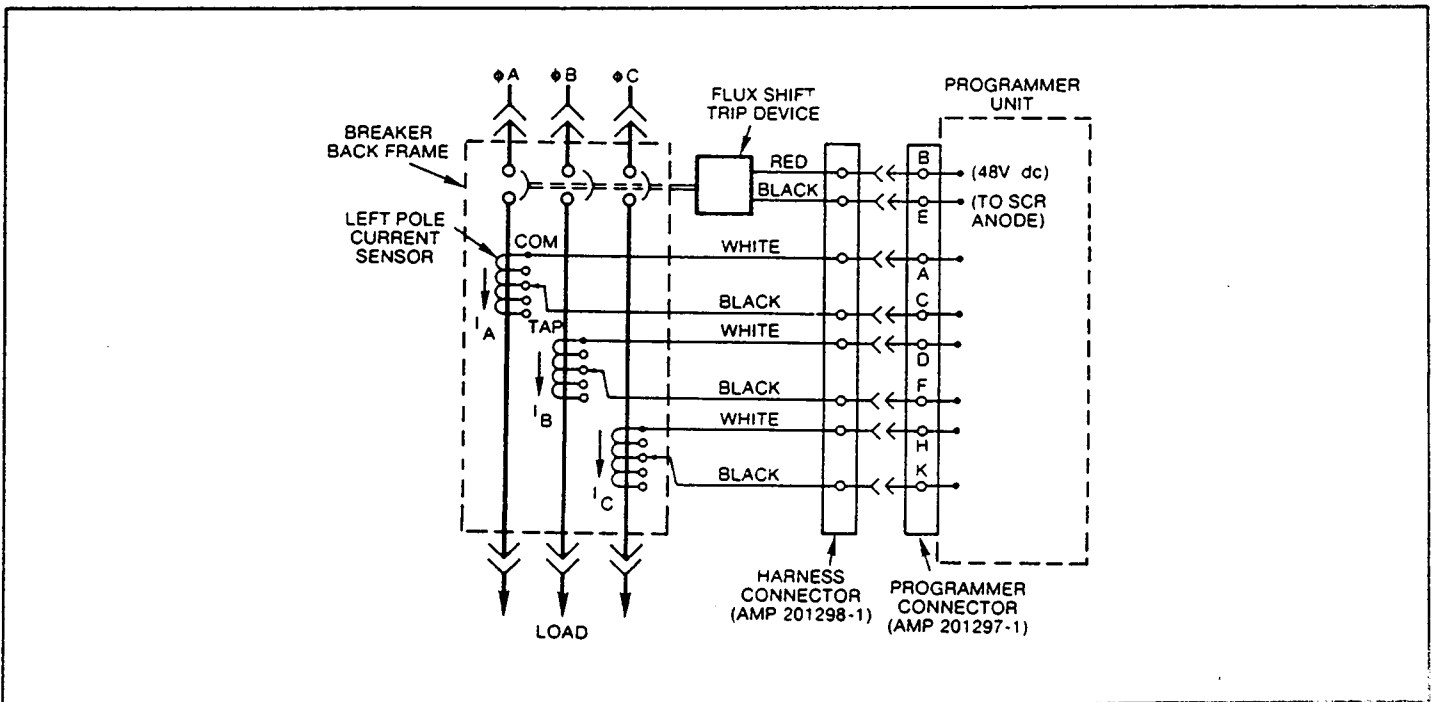 ϕA ϕB ϕC
FLUX SHIFT
TRIP DEVICE
PROGRAMMER
UNIT
BREAKER
BACK FRAME
RED
B
(48V dc)
BLACK
E
(TO SCR
ANODE)
LEFT POLE
CURRENT
SENSOR
COM
WHITE
A
I A
TAP
BLACK
C
WHITE
D
I B
BLACK
F
WHITE
H
I C
BLACK
K
HARNESS
CONNECTOR
(AMP 201298-1)
PROGRAMMER
CONNECTOR
(AMP 201297-1)
LOAD